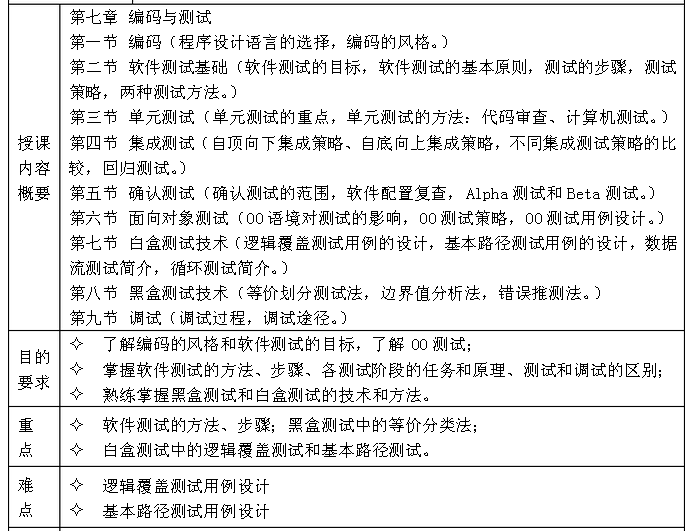 第七章 编码与测试
第一节 编码（程序设计语言的选择，编码的风格。）
第二节 软件测试基础（软件测试的目标，软件测试的基本原则，测试的步骤，测试
策略，两种测试方法。）
第三节 单元测试（单元测试的重点，单元测试的方法：代码审查、计算机测试。）
授课
内容
概要
第四节 集成测试（自顶向下集成策略、自底向上集成策略，不同集成测试策略的比
较，回归测试。）
第五节 确认测试（确认测试的范围，软件配置复查，Alpha测试和Beta测试。）
第六节 面向对象测试（OO语境对测试的影响，OO测试策略，OO测试用例设计。）
第七节 白盒测试技术（逻辑覆盖测试用例的设计，基本路径测试用例的设计，数据
流测试简介，循环测试简介。）
第八节 黑盒测试技术（等价划分测试法，边界值分析法，错误推测法。）
第九节 调试（调试过程，调试途径。）
目的
要求
✧ 了解编码的风格和软件测试的目标，了解OO测试；
✧ 掌握软件测试的方法、步骤、各测试阶段的任务和原理、测试和调试的区别；
✧ 熟练掌握黑盒测试和白盒测试的技术和方法。
重
点
✧ 软件测试的方法、步骤；黑盒测试中的等价分类法；
✧ 白盒测试中的逻辑覆盖测试和基本路径测试。
难
点
✧ 逻辑覆盖测试用例设计
✧ 基本路径测试用例设计